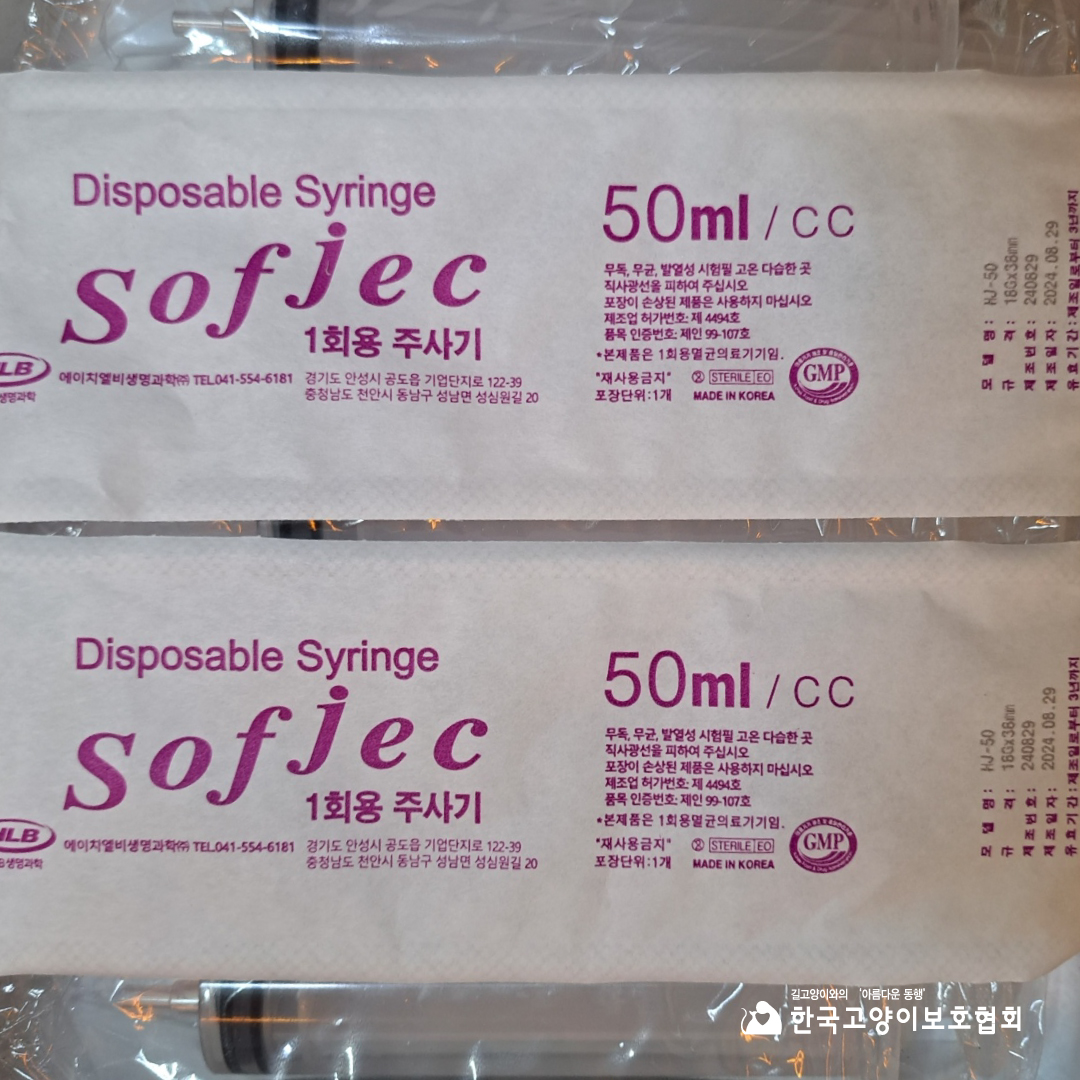 Disposable Syringe
Sofjec
1회용 주사기
LB
생명과학
에이치엘비생명과학㈜ TEL.041-554-6181
경기도 안성시 공도읍 기업단지로 122-39
충청남도 천안시 동남구 성남면 성심원길 20
50ml / CC
무독, 무균, 발열성 시험필 고온 다습한 곳
직사광선을 피하여 주십시오
포장이 손상된 제품은 사용하지 마십시오
제조업 허가번호: 제 4494호
품목 인증번호: 제인 99-107호
*본제품은 1회용멸균의료기기임.
"재사용금지"
포장단위:1개
STERILE EO
MADE IN KOREA
GMP
모 델 명: HJ-50
규 격: 18Gx38mm
제조번호: 240829
제조일자: 2024.08.29
유효기간:제조일로부터 3년까지
Disposable Syringe
Sofjec
1회용 주사기
HLB
생명과학
에이치엘비생명과학㈜ TEL.041-554-6181
경기도 안성시 공도읍 기업단지로 122-39
충청남도 천안시 동남구 성남면 성심원길 20
50ml / CC
무독, 무균, 발열성 시험필 고온 다습한 곳
직사광선을 피하여 주십시오
포장이 손상된 제품은 사용하지 마십시오
제조업 허가번호: 제 4494호
품목 인증번호: 제인 99-107호
*본제품은 1회용멸균의료기기임.
"재사용금지"
포장단위:1개
STERILE EO
MADE IN KOREA
GMP
모 델 명: HJ-50
규 격: 18Gx38mm
제조번호: 240829
제조일자: 2024.08.29
유효기간:제조일로부터 3년까지
길고양이와의 '아름다운 동행'
한국고양이보호협회